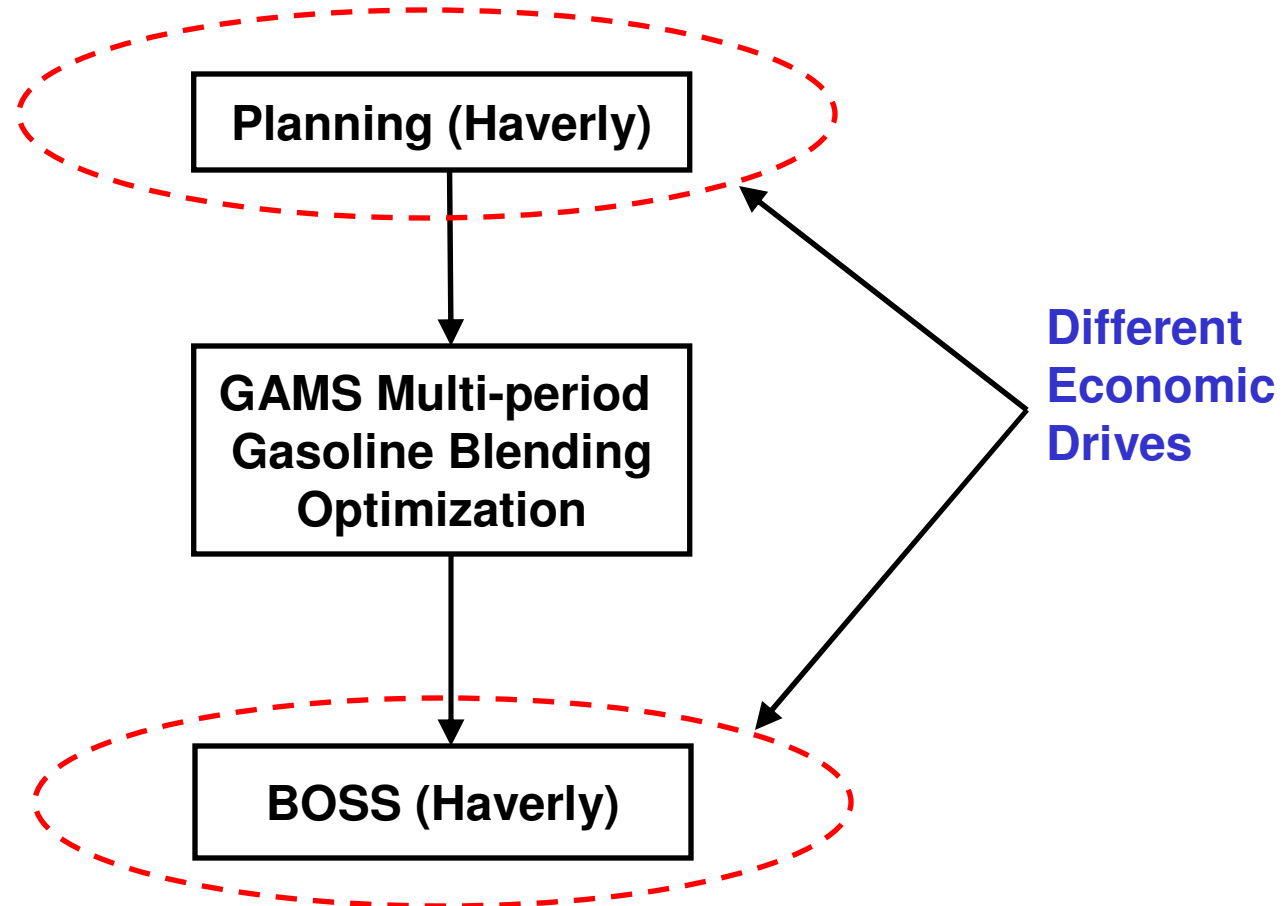 Planning (Haverly)
GAMS Multi-period
Gasoline Blending
Optimization
BOSS (Haverly)
Different
Economic
Drives